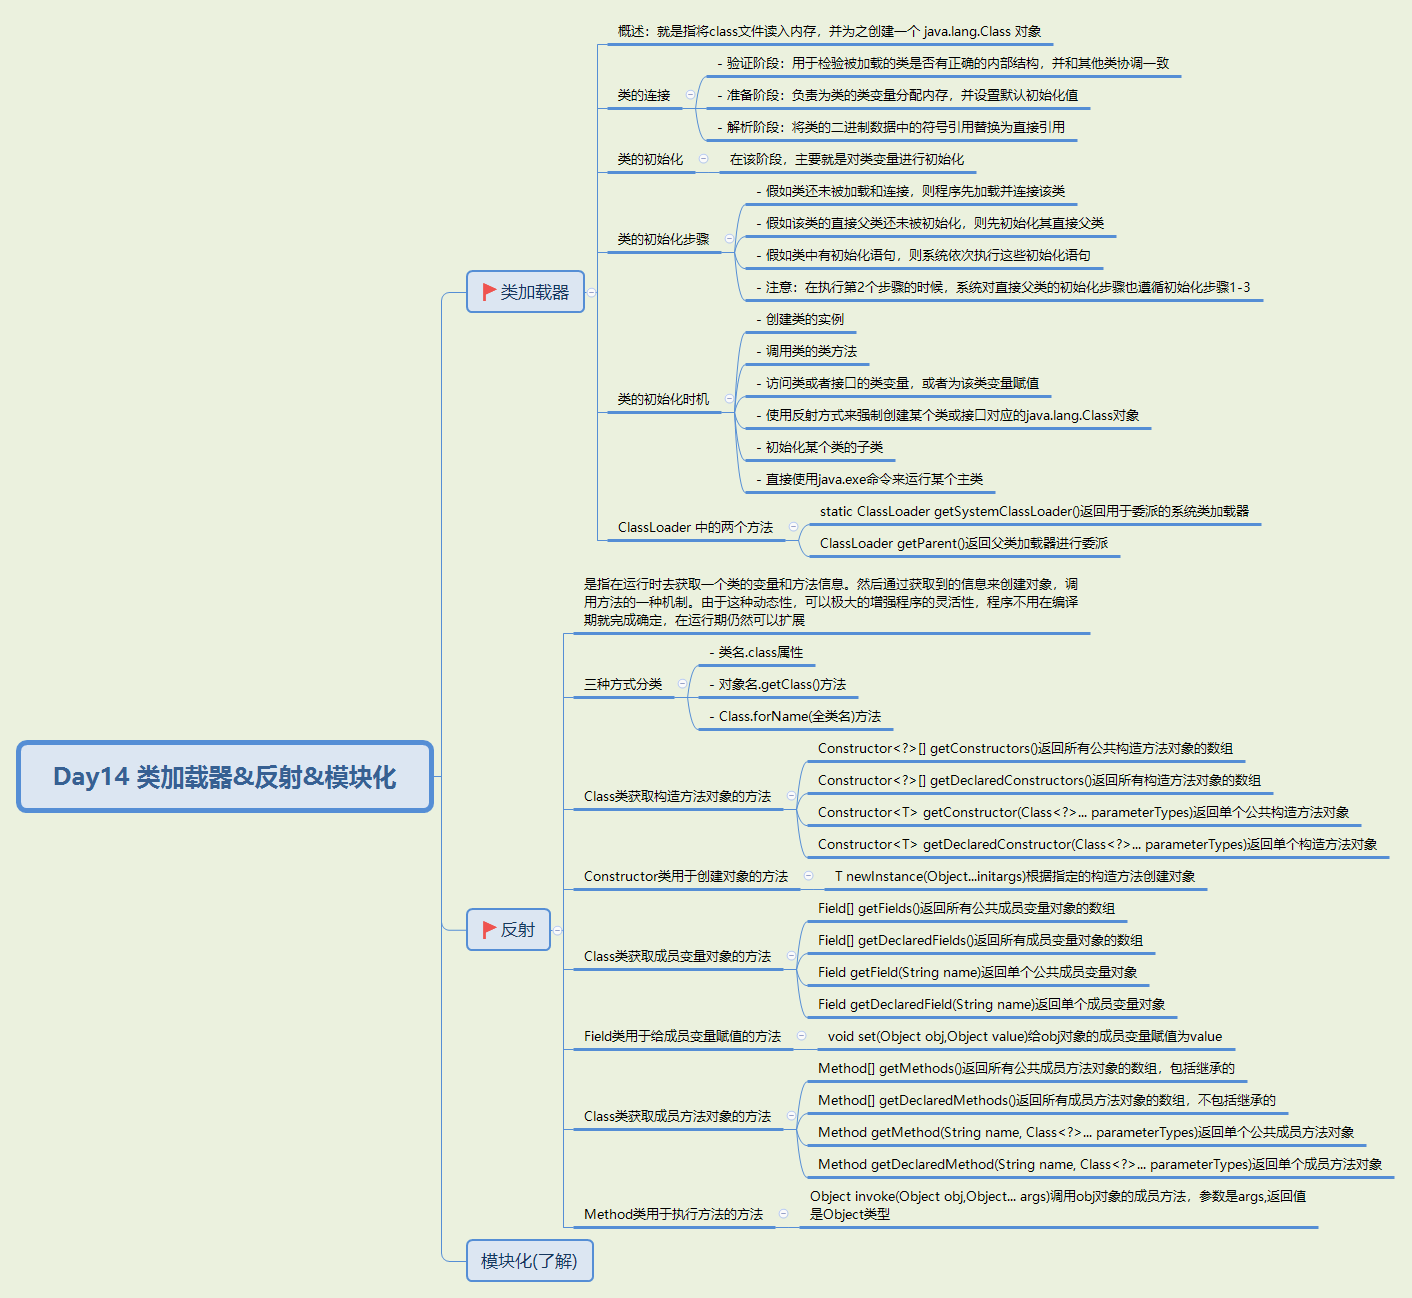 Day14 类加载器&反射&模块化
类加载器
概述：就是指将class文件读入内存，并为之创建一个 java.lang.Class 对象
类的连接
- 验证阶段：用于检验被加载的类是否有正确的内部结构，并和其他类协调一致
- 准备阶段：负责为类的类变量分配内存，并设置默认初始化值
- 解析阶段：将类的二进制数据中的符号引用替换为直接引用
类的初始化
在该阶段，主要就是对类变量进行初始化
类的初始化步骤
- 假如类还未被加载和连接，则程序先加载并连接该类
- 假如该类的直接父类还未被初始化，则先初始化其直接父类
- 假如类中有初始化语句，则系统依次执行这些初始化语句
- 注意：在执行第2个步骤的时候，系统对直接父类的初始化步骤也遵循初始化步骤1-3
类的初始化时机
- 创建类的实例
- 调用类的类方法
- 访问类或者接口的类变量，或者为该类变量赋值
- 使用反射方式来强制创建某个类或接口对应的java.lang.Class对象
- 初始化某个类的子类
- 直接使用java.exe命令来运行某个主类
ClassLoader 中的两个方法
static ClassLoader getSystemClassLoader()返回用于委派的系统类加载器
ClassLoader getParent()返回父类加载器进行委派
反射
是指在运行时去获取一个类的变量和方法信息。然后通过获取到的信息来创建对象，调
用方法的一种机制。由于这种动态性，可以极大的增强程序的灵活性，程序不用在编译
期就完成确定，在运行期仍然可以扩展
三种方式分类
- 类名.class属性
- 对象名.getClass()方法
- Class.forName(全类名)方法
Class类获取构造方法对象的方法
Constructor<?>[] getConstructors()返回所有公共构造方法对象的数组
Constructor<?>[] getDeclaredConstructors()返回所有构造方法对象的数组
Constructor<T> getConstructor(Class<?>... parameterTypes)返回单个公共构造方法对象
Constructor<T> getDeclaredConstructor(Class<?>... parameterTypes)返回单个构造方法对象
Constructor类用于创建对象的方法
T newInstance(Object...initargs)根据指定的构造方法创建对象
Class类获取成员变量对象的方法
Field[] getFields()返回所有公共成员变量对象的数组
Field[] getDeclaredFields()返回所有成员变量对象的数组
Field getField(String name)返回单个公共成员变量对象
Field getDeclaredField(String name)返回单个成员变量对象
Field类用于给成员变量赋值的方法
void set(Object obj,Object value)给obj对象的成员变量赋值为value
Class类获取成员方法对象的方法
Method[] getMethods()返回所有公共成员方法对象的数组，包括继承的
Method[] getDeclaredMethods()返回所有成员方法对象的数组，不包括继承的
Method getMethod(String name, Class<?>... parameterTypes)返回单个公共成员方法对象
Method getDeclaredMethod(String name, Class<?>... parameterTypes)返回单个成员方法对象
Method类用于执行方法的方法
Object invoke(Object obj,Object... args)调用obj对象的成员方法，参数是args,返回值
是Object类型
模块化(了解)